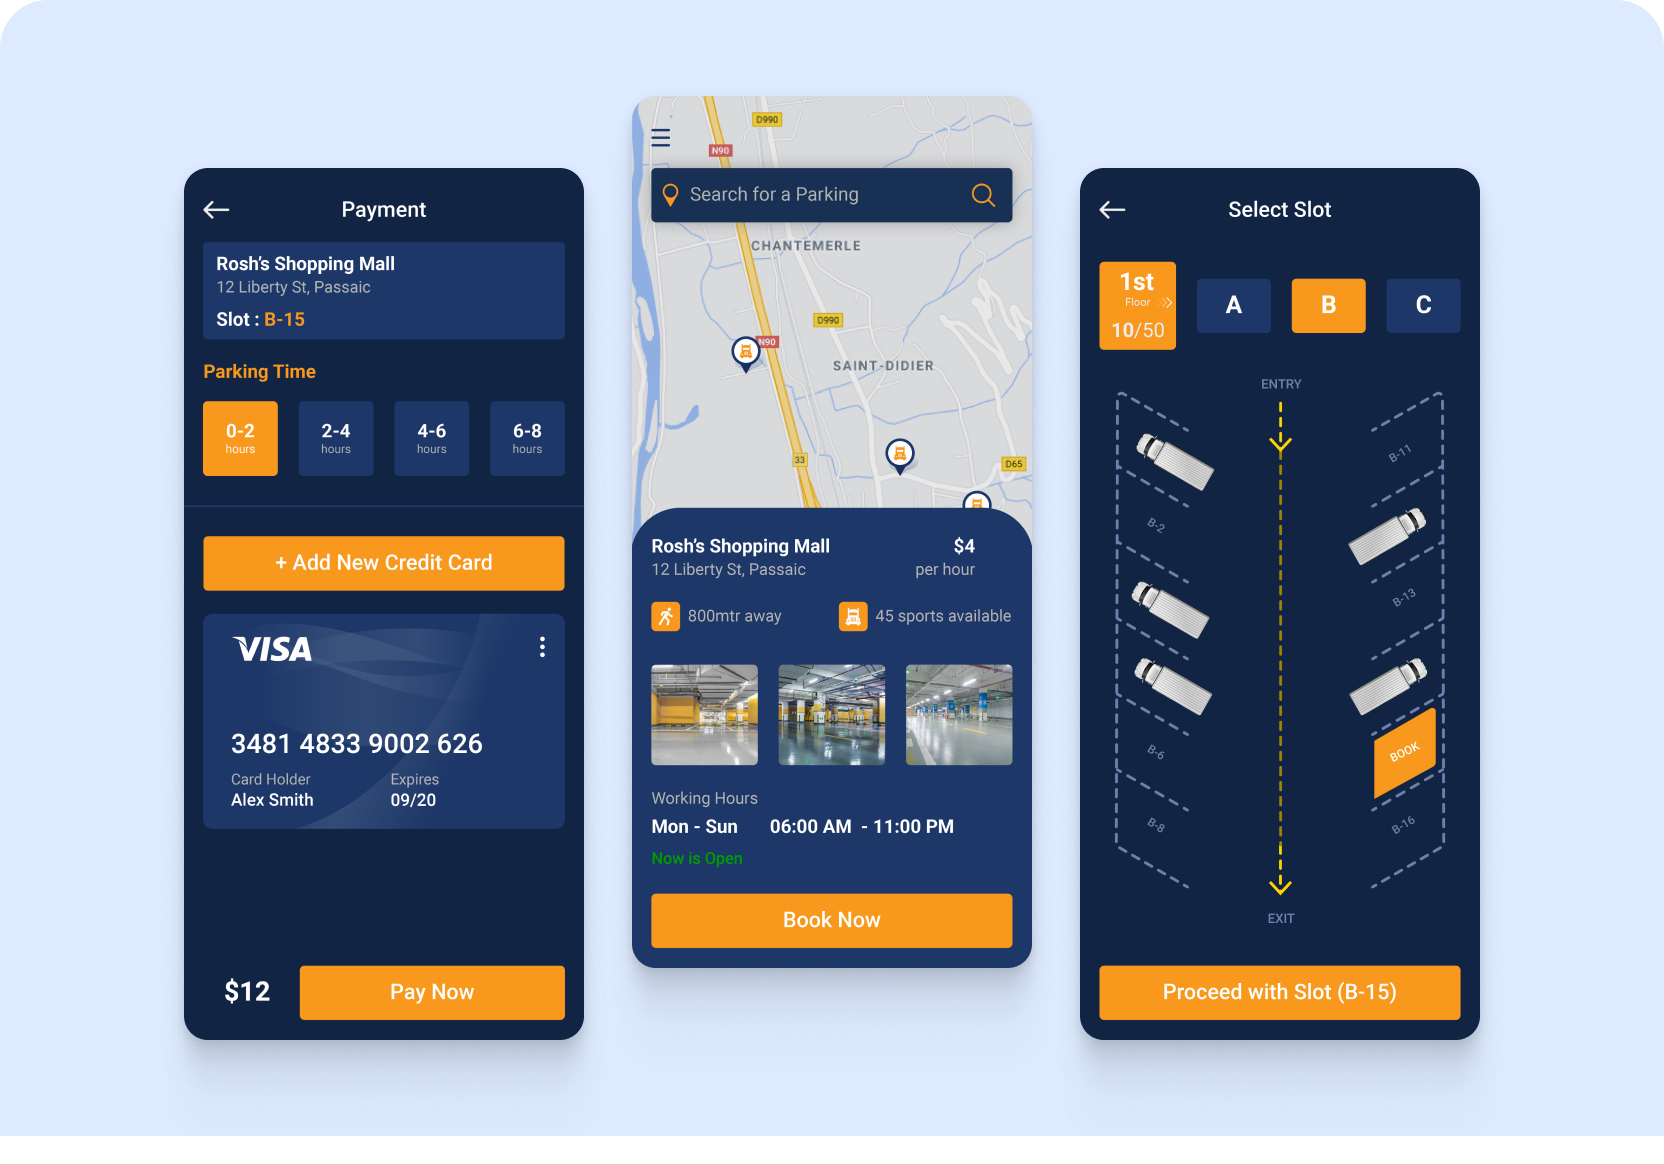 Payment
Rosh's Shopping Mall
12 Liberty St, Passaic
Slot : B-15
Parking Time
0-2
hours
2-4
hours
4-6
hours
6-8
hours
+ Add New Credit Card
VISA
3481 4833 9002 626
Card Holder
Expires
Alex Smith
09/20
$12
Pay Now
D990
N90
Search for a Parking
CHANTEMERLE
D990
N90
SAINT-DIDIER
33
D65
Rosh's Shopping Mall
$4
12 Liberty St, Passaic
per hour
800mtr away
45 sports available
Working Hours
Mon - Sun
06:00 AM - 11:00 PM
Now is Open
Book Now
Select Slot
1st
Floor
10/50
A
B
C
ENTRY
B-11
B-2
B-13
B-6
BOOK
B-8
B-16
EXIT
Proceed with Slot (B-15)